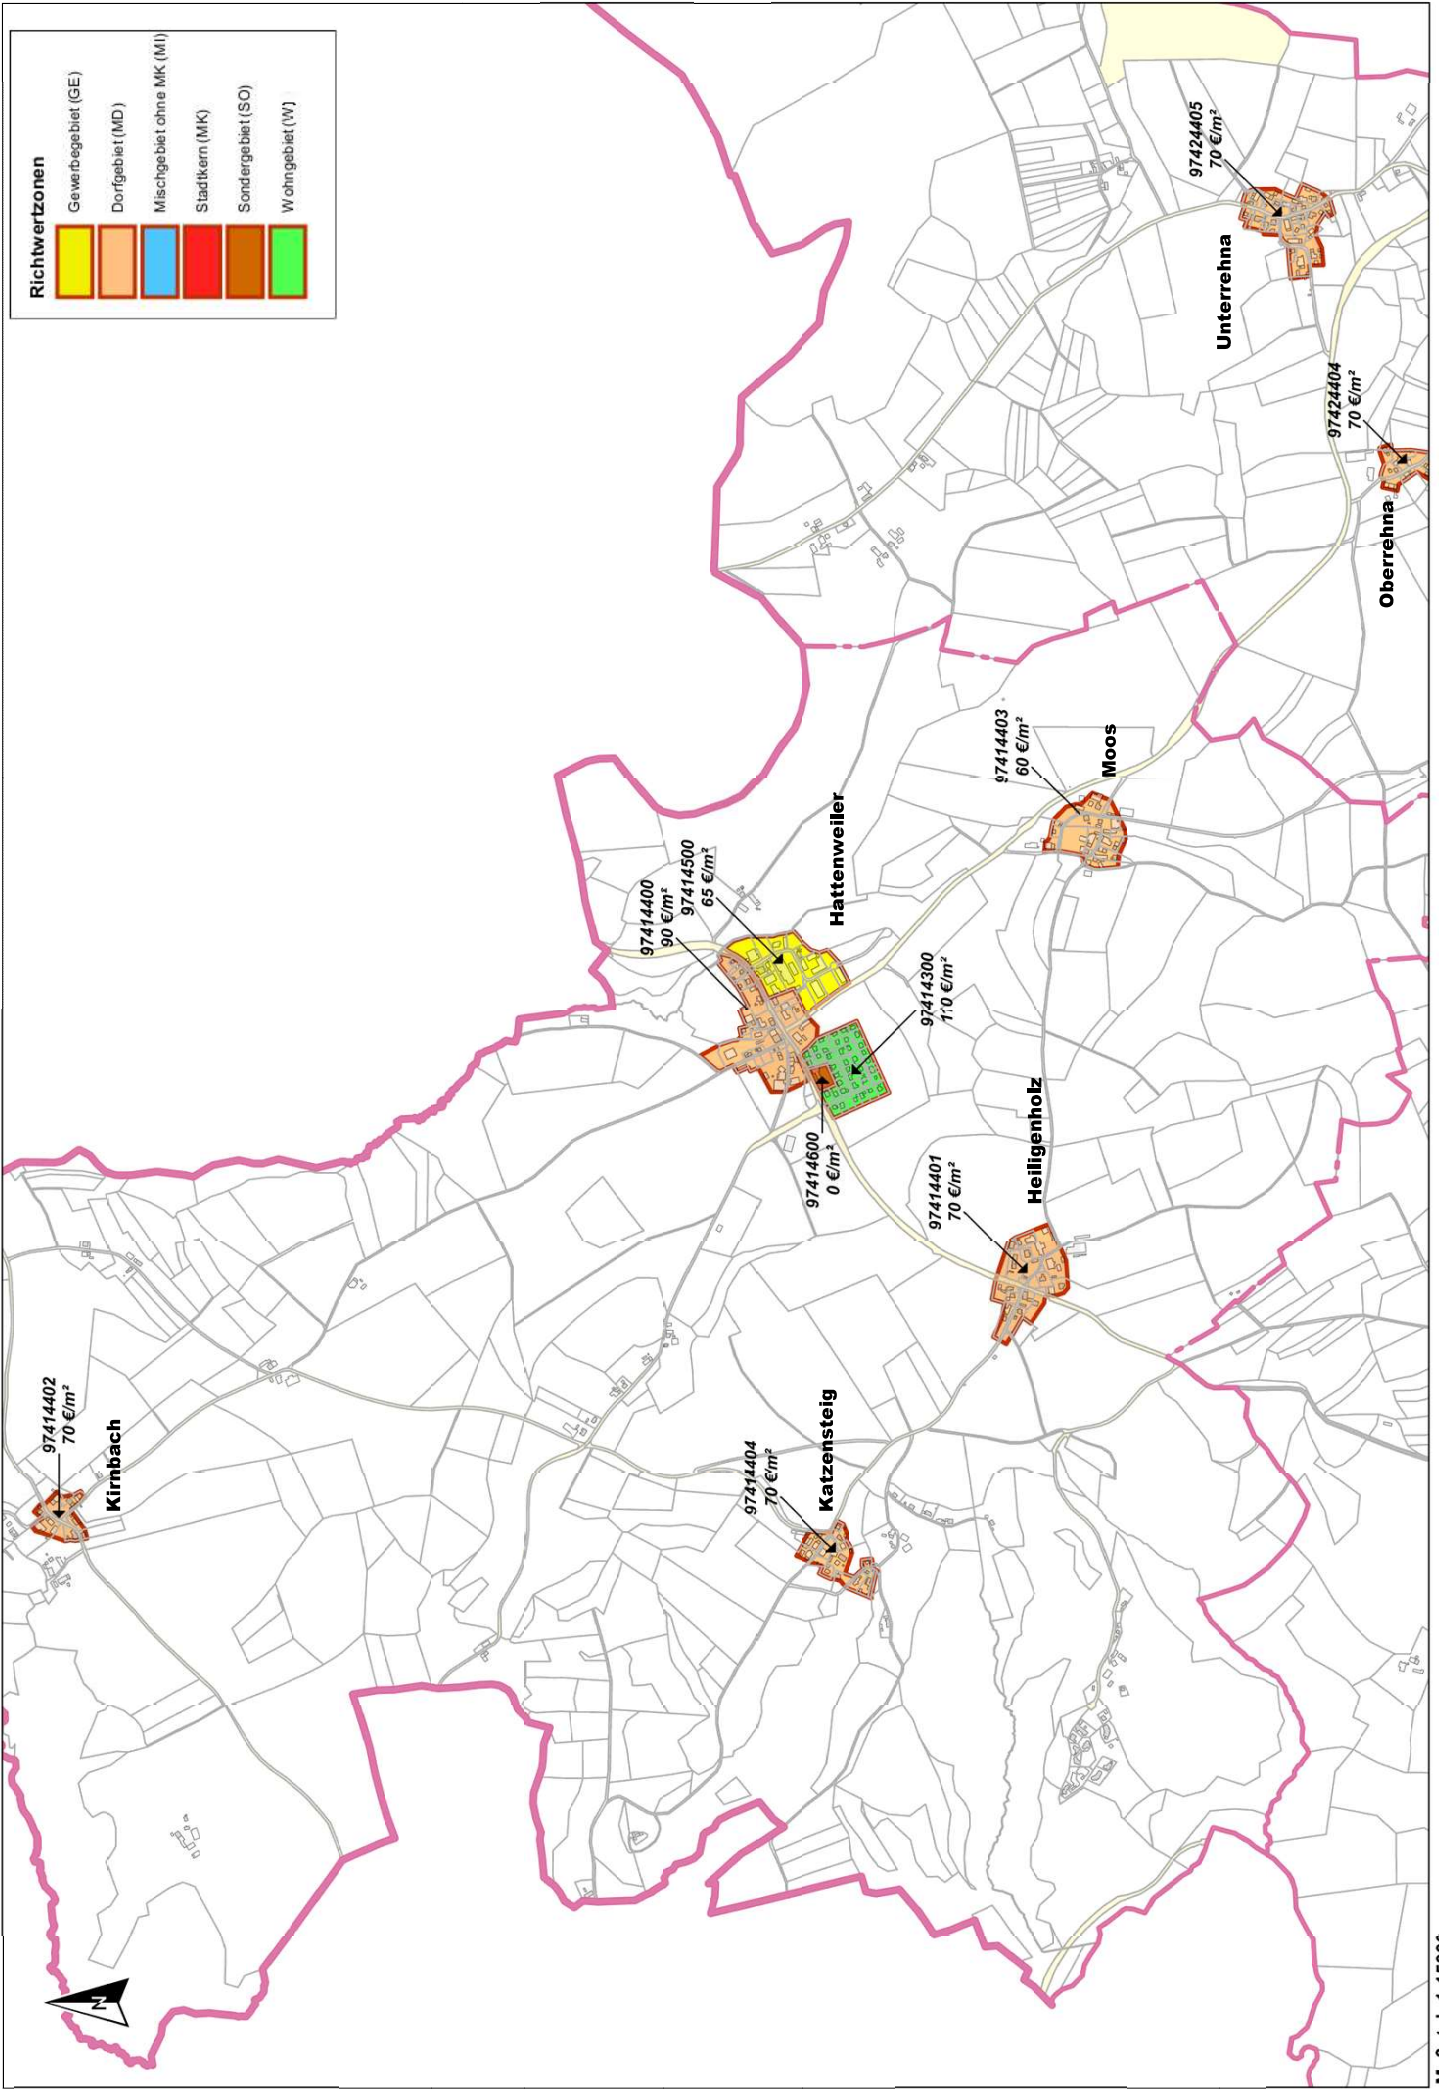 Richtwertzonen
Gewerbegebiet (GE)
Dorfgebiet (MD)
Mischgebiet ohne MK (MI)
Stadtkern (MK)
Sondergebiet (SO)
Wohngebiet (W)
97414402
70 €/m²
Kirnbach
97414400
90 €/m²
97414500
65 €/m²
Hattenweiler
97414600
0 €/m²
97414300
110 €/m²
97414404
70 €/m²
Katzensteig
97414401
70 €/m²
Heiligenholz
97414403
60 €/m²
Moos
97424405
70 €/m²
Unterrehna
97424404
70 €/m²
Oberrehna
N